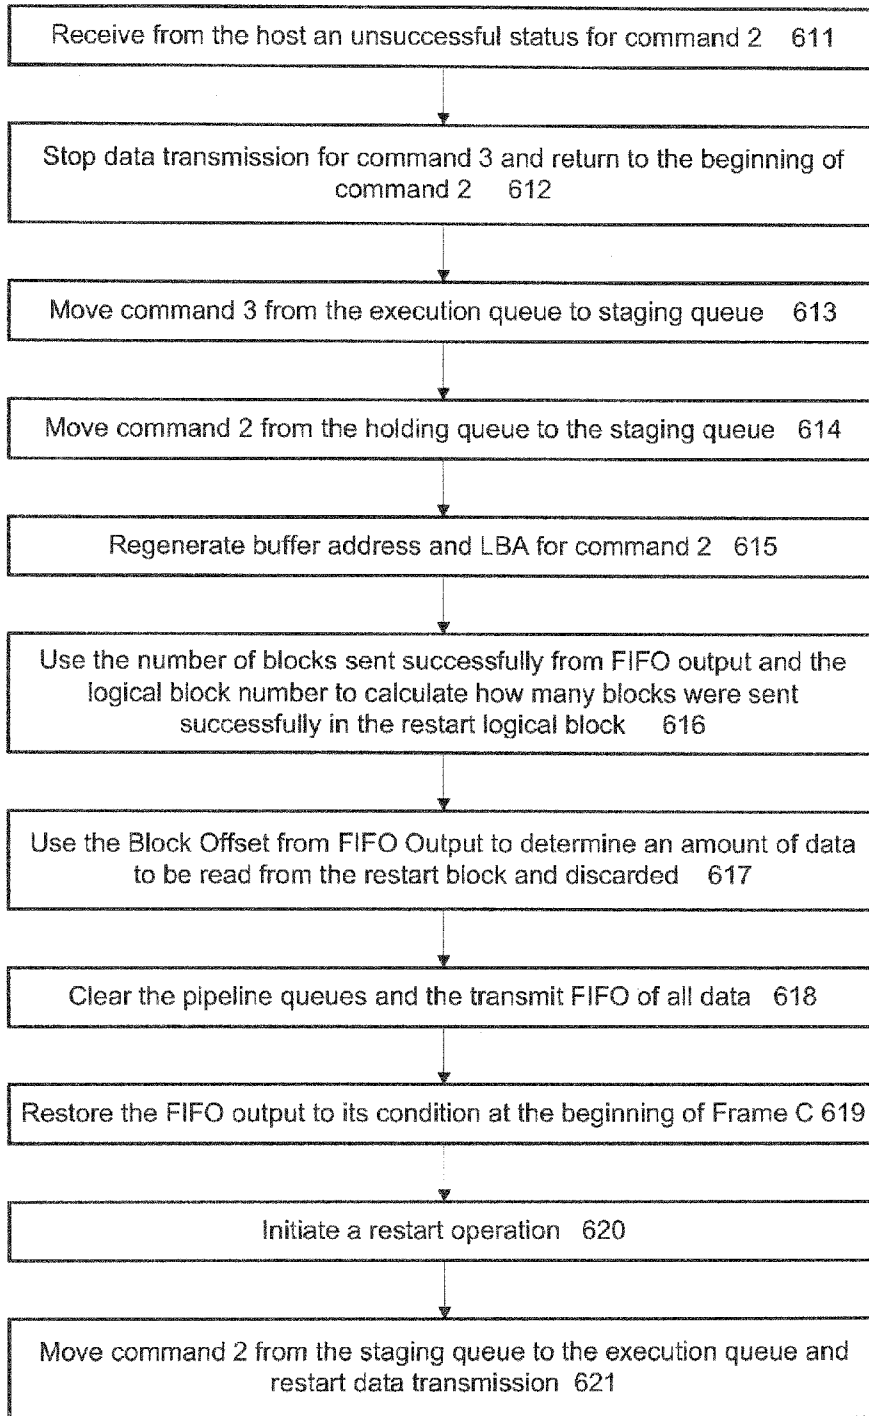 Receive from the host an unsuccessful status for command 2 611
Stop data transmission for command 3 and return to the beginning of
command 2 612
Move command 3 from the execution queue to staging queue 613
Move command 2 from the holding queue to the staging queue 614
Regenerate buffer address and LBA for command 2 615
Use the number of blocks sent successfully from FIFO output and the
logical block number to calculate how many blocks were sent
successfully in the restart logical block 616
Use the Block Offset from FIFO Output to determine an amount of data
to be read from the restart block and discarded 617
Clear the pipeline queues and the transmit FIFO of all data 618
Restore the FIFO output to its condition at the beginning of Frame C 619
Initiate a restart operation 620
Move command 2 from the staging queue to the execution queue and
restart data transmission 621